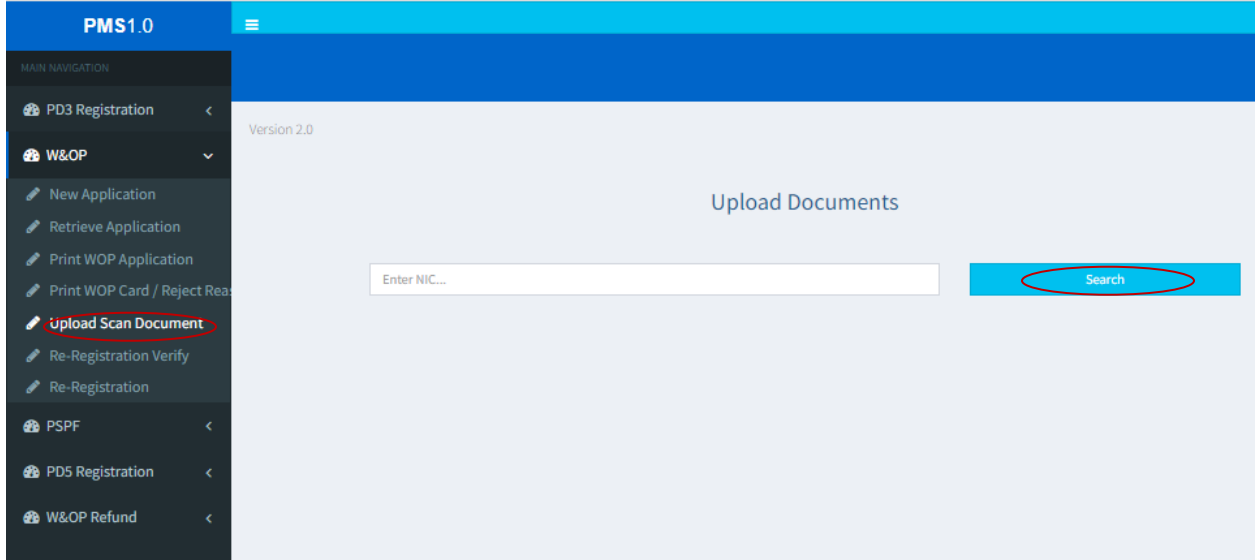 PMS1.0
MAIN NAVIGATION
PD3 Registration
W&OP
New Application
Retrieve Application
Print WOP Application
Print WOP Card / Reject Reas
Upload Scan Document
Re-Registration Verify
Re-Registration
PSPF
PD5 Registration
W&OP Refund
Version 2.0
Upload Documents
Enter NIC...
Search